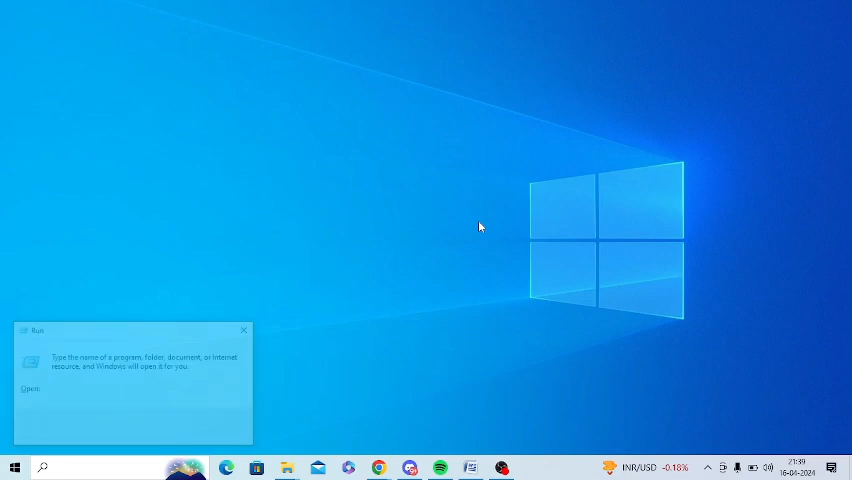 Run
Type the name of a program, folder, document, or Internet
resource, and Windows will open it for you.
Open:
INR/USD -0.18%
21:39
16-04-2024